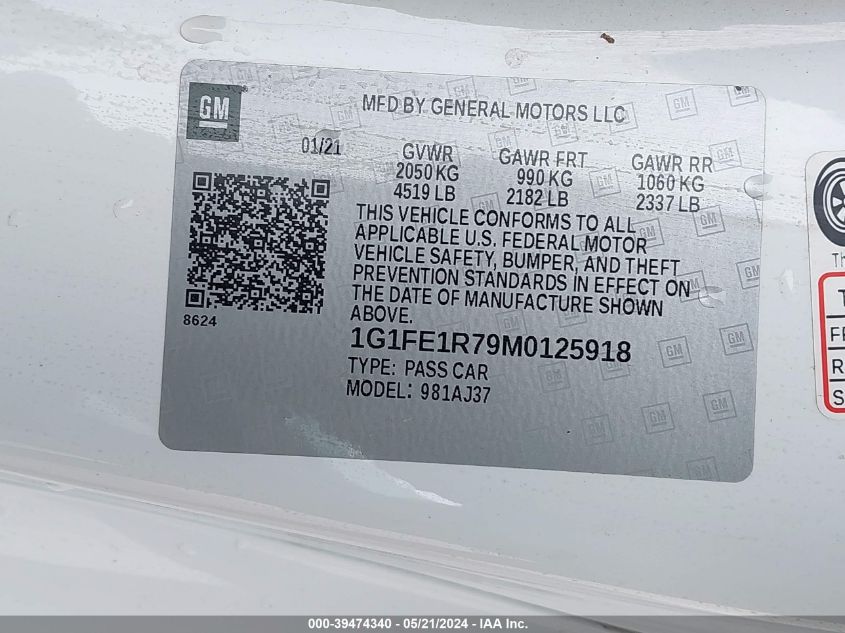 GM
MFD BY GENERAL MOTORS LLC
01/21
GVWR GAWR FRT GAWR RR
2050 KG 990 KG 1060 KG
4519 LB 2182 LB 2337 LB
THIS VEHICLE CONFORMS TO ALL
APPLICABLE U.S. FEDERAL MOTOR
VEHICLE SAFETY, BUMPER, AND THEFT
PREVENTION STANDARDS IN EFFECT ON
THE DATE OF MANUFACTURE SHOWN
ABOVE.
8624
1G1FE1R79M0125918
TYPE: PASS CAR
MODEL: 981AJ37
000-39474340 - 05/21/2024 - IAA Inc.